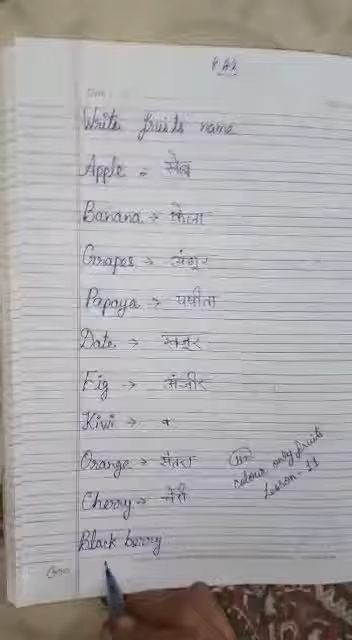 Date
Write fruits name
Apple → सेब
Banana → केला
Grapes → अंगूर
Papaya → पपीता
Date → खजूर
Fig → अंजीर
Kiwi →
Orange → संतरा
Cherry → चेरी
Black berry
colour only fruits
Lesson - 11